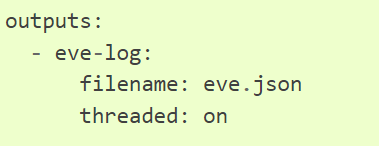 outputs:
  - eve-log:
      filename: eve.json
      threaded: on